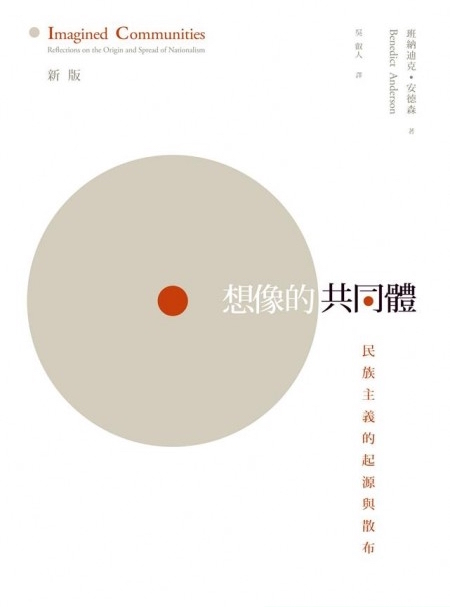 Imagined Communities
Reflections on the Origin and Spread of Nationalism
新版
班納迪克•安德森 著
Benedict Anderson
吳叡人 譯
想像的共同體
民族主義的起源與散布